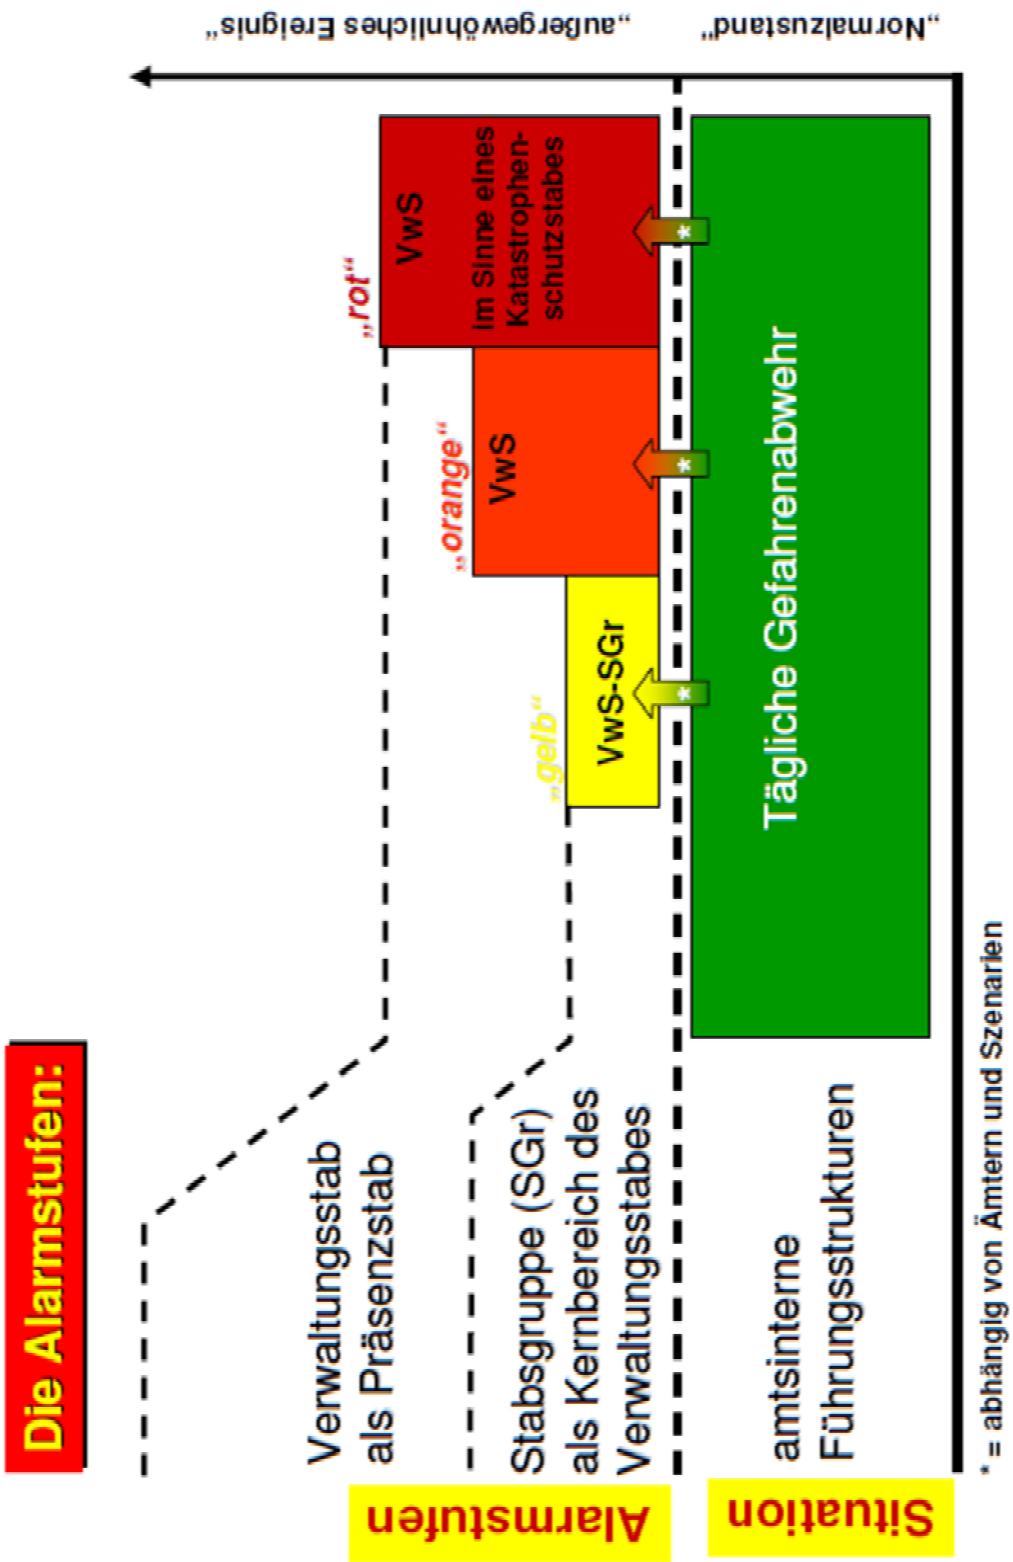 Die Alarmstufen:
Alarmstufen
Verwaltungsstab
als Präsenzstab
Stabsgruppe (SGr)
als Kernbereich des
Verwaltungsstabes
„gelb“
VwS-SGr
„orange“
VwS
„rot“
VwS
im Sinne eines
Katastrophen-
schutzstabes
„außergewöhnliches Ereignis“
* * *
Situation
amtsinterne
Führungsstrukturen
Tägliche Gefahrenabwehr
„Normalzustand“
* = abhängig von Ämtern und Szenarien